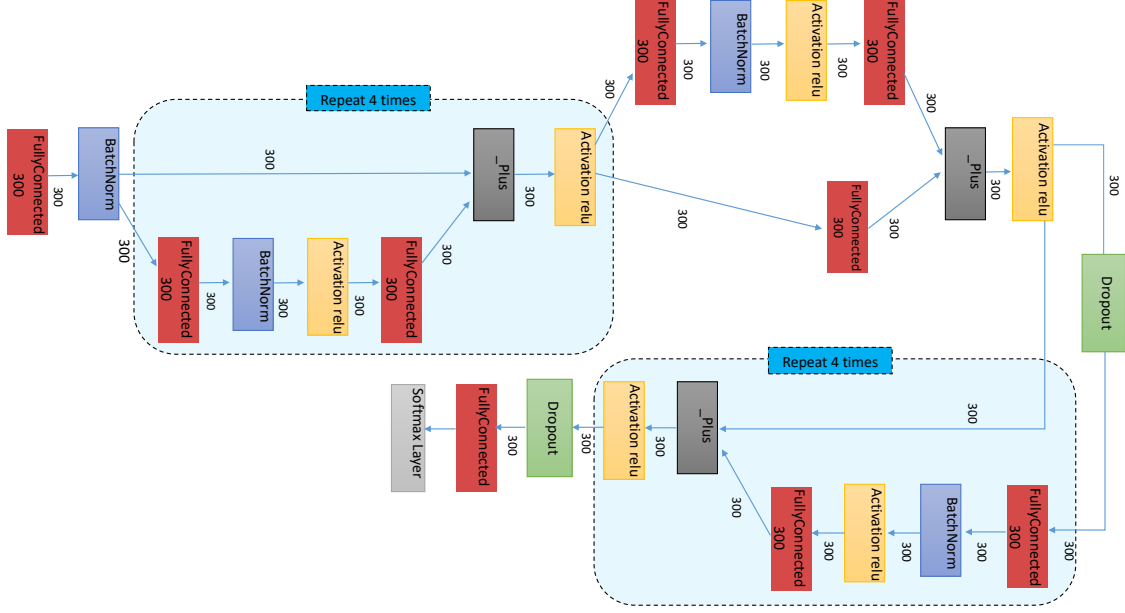 FullyConnected
300
300
BatchNorm
Repeat 4 times
300
300
FullyConnected
300
300
BatchNorm
300
Activation relu
300
FullyConnected
300
300
_Plus
300
Activation relu
300
FullyConnected
300
300
BatchNorm
300
Activation relu
300
FullyConnected
300
300
300
FullyConnected
300
300
_Plus
300
Activation relu
300
Dropout
Repeat 4 times
300
300
FullyConnected
300
300
BatchNorm
300
Activation relu
300
FullyConnected
300
300
_Plus
300
Activation relu
300
Dropout
300
FullyConnected
Softmax Layer